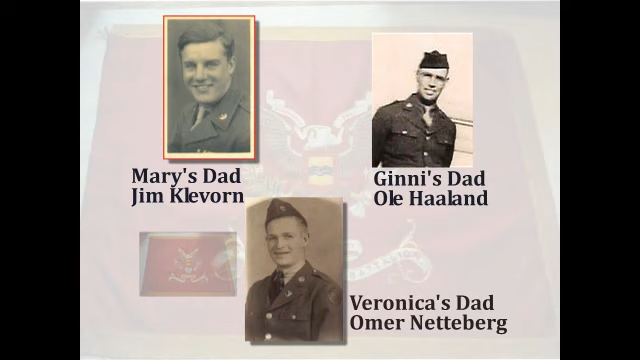 Mary's Dad
Jim Klevorn
Ginni's Dad
Ole Haaland
Veronica's Dad
Omer Netteberg